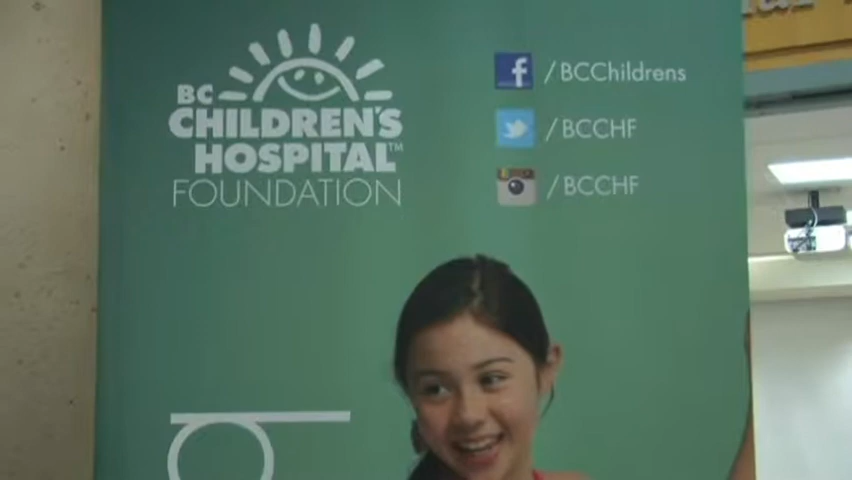 BC
CHILDREN'S
HOSPITAL™
FOUNDATION
/BCChildrens
/BCCHF
/BCCHF